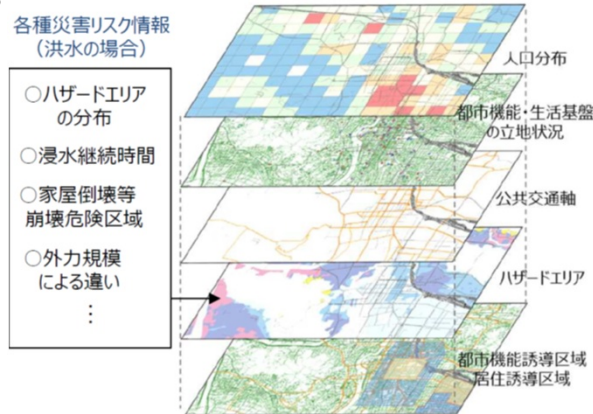 各種災害リスク情報
（洪水の場合）
○ハザードエリア
の分布
○浸水継続時間
○家屋倒壊等
崩壊危険区域
○外力規模
による違い
⋮
人口分布
都市機能・生活基盤
の立地状況
公共交通軸
ハザードエリア
都市機能誘導区域
居住誘導区域